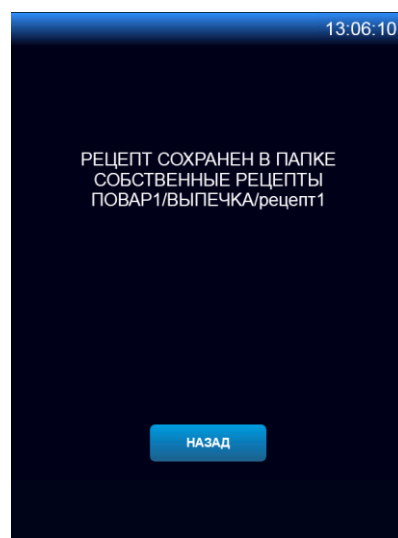 13:06:10
РЕЦЕПТ СОХРАНЕН В ПАПКЕ
СОБСТВЕННЫЕ РЕЦЕПТЫ
ПОВАР1/ВЫПЕЧКА/рецепт1
НАЗАД